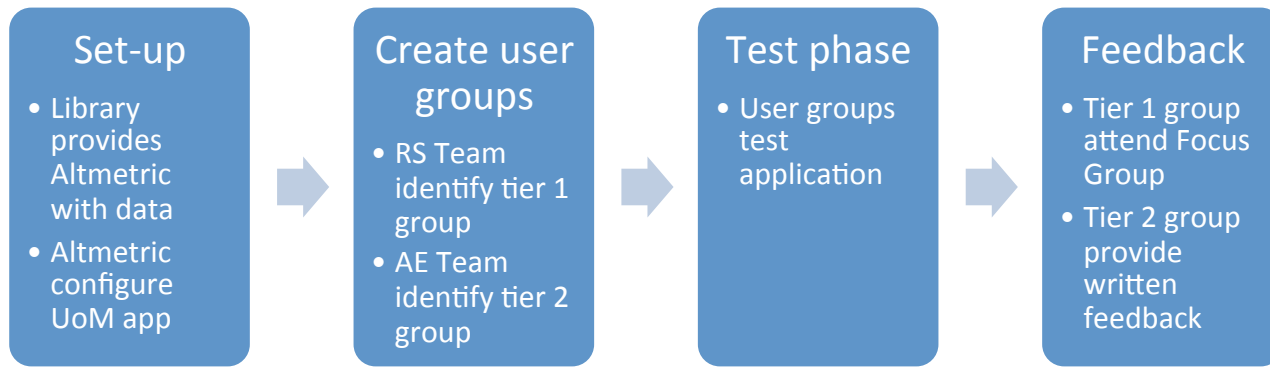 Set-up
• Library
provides
Altmetric
with data
• Altmetric
configure
UoM app
Create user
groups
• RS Team
identify tier 1
group
• AE Team
identify tier 2
group
Test phase
• User groups
test
application
Feedback
• Tier 1 group
attend Focus
Group
• Tier 2 group
provide
written
feedback